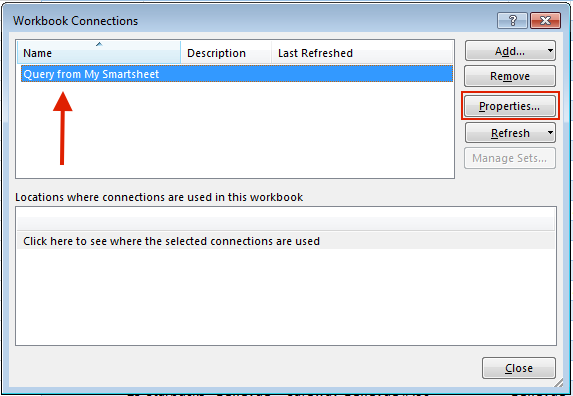 Workbook Connections
Name Description Last Refreshed
Query from My Smartsheet
Add...
Remove
Properties...
Refresh
Manage Sets...
Locations where connections are used in this workbook
Click here to see where the selected connections are used
Close